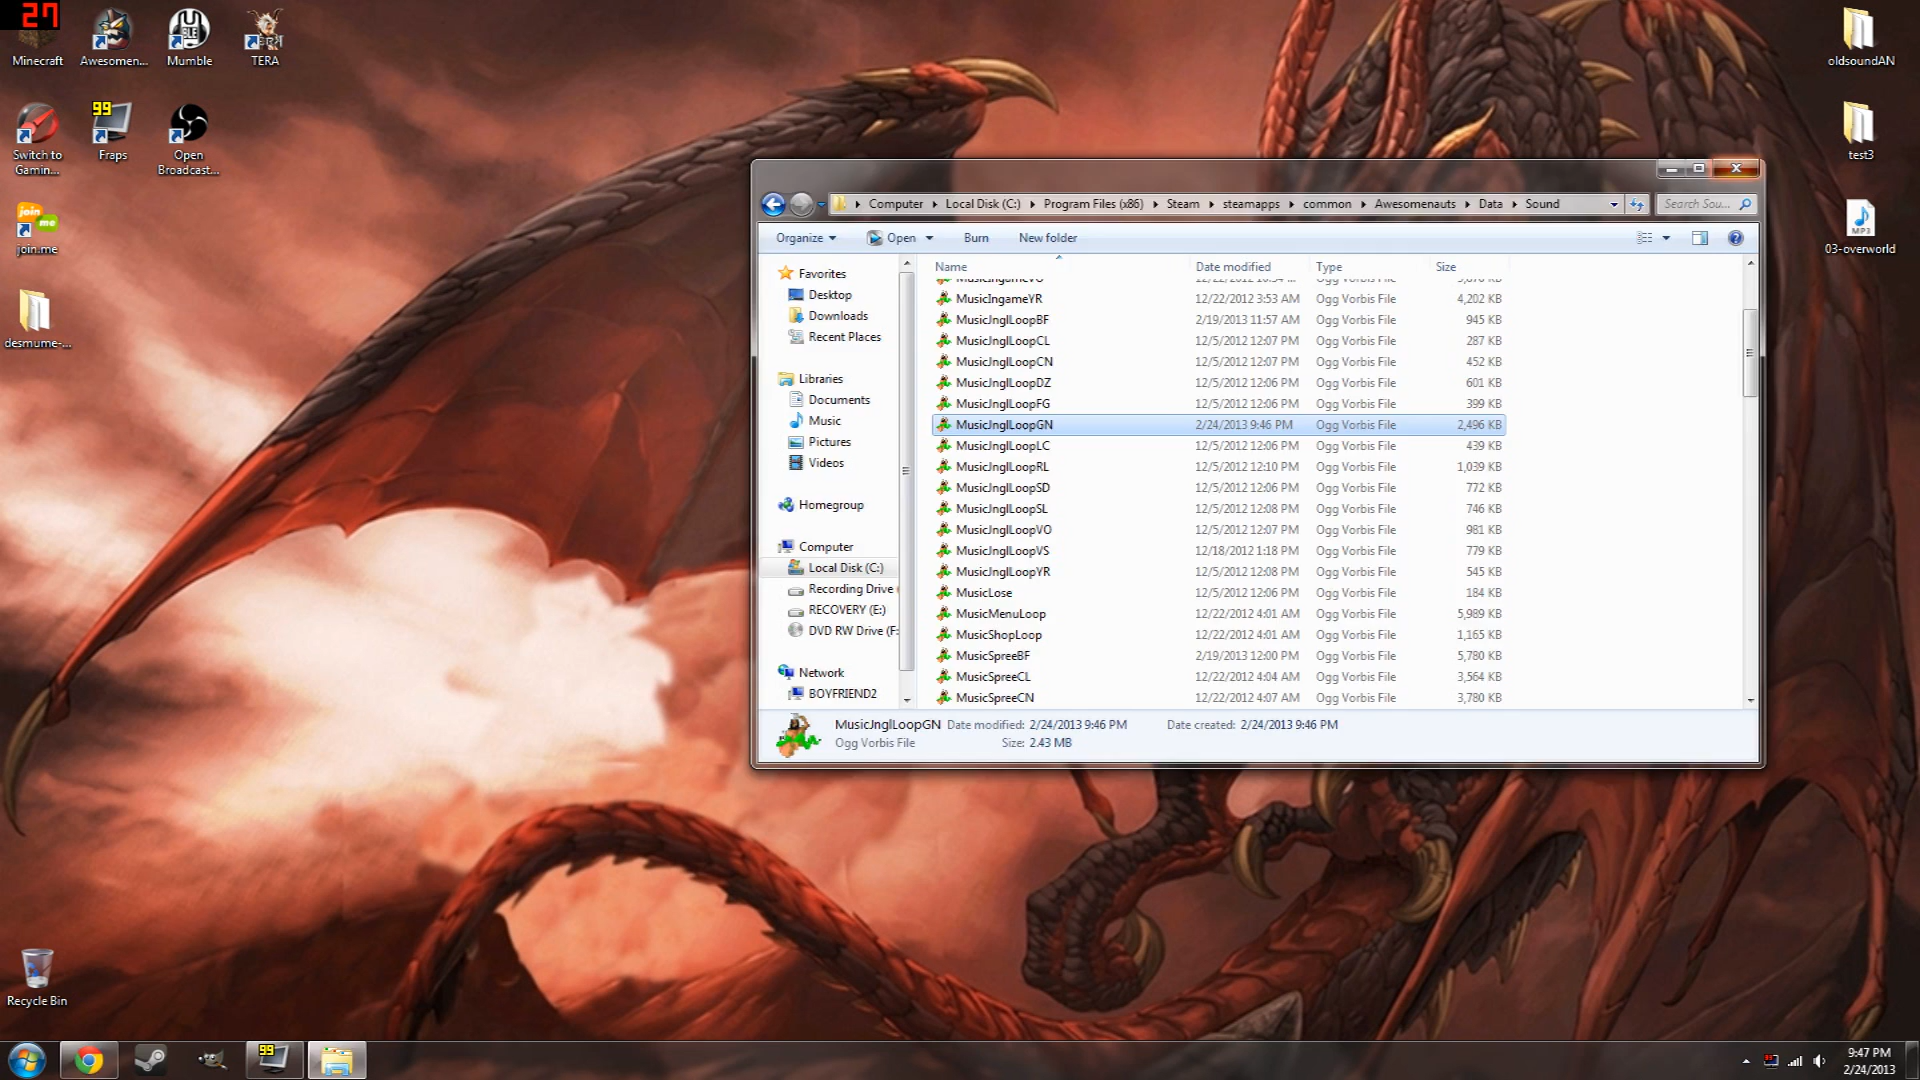 27
Minecraft
Awesomen...
Mumble
TERA
99
Switch to Gamin...
Fraps
Open Broadcast...
join me
join.me
desmume-...
Recycle Bin
oldsoundAN
test3
MP3
03-overworld
Computer Local Disk (C:) Program Files (x86) Steam steamapps common Awesomenauts Data Sound
Search Sou...
Organize Open Burn New folder
Favorites
Desktop
Downloads
Recent Places
Libraries
Documents
Music
Pictures
Videos
Homegroup
Computer
Local Disk (C:)
Recording Drive (
RECOVERY (E:)
DVD RW Drive (F:
Network
BOYFRIEND2
Name Date modified Type Size
MusicIngameYR 12/22/2012 3:53 AM Ogg Vorbis File 4,202 KB
MusicJnglLoopBF 2/19/2013 11:57 AM Ogg Vorbis File 945 KB
MusicJnglLoopCL 12/5/2012 12:07 PM Ogg Vorbis File 287 KB
MusicJnglLoopCN 12/5/2012 12:07 PM Ogg Vorbis File 452 KB
MusicJnglLoopDZ 12/5/2012 12:06 PM Ogg Vorbis File 601 KB
MusicJnglLoopFG 12/5/2012 12:06 PM Ogg Vorbis File 399 KB
MusicJnglLoopGN 2/24/2013 9:46 PM Ogg Vorbis File 2,496 KB
MusicJnglLoopLC 12/5/2012 12:06 PM Ogg Vorbis File 439 KB
MusicJnglLoopRL 12/5/2012 12:10 PM Ogg Vorbis File 1,039 KB
MusicJnglLoopSD 12/5/2012 12:06 PM Ogg Vorbis File 772 KB
MusicJnglLoopSL 12/5/2012 12:08 PM Ogg Vorbis File 746 KB
MusicJnglLoopVO 12/5/2012 12:07 PM Ogg Vorbis File 981 KB
MusicJnglLoopVS 12/18/2012 1:18 PM Ogg Vorbis File 779 KB
MusicJnglLoopYR 12/5/2012 12:08 PM Ogg Vorbis File 545 KB
MusicLose 12/5/2012 12:06 PM Ogg Vorbis File 184 KB
MusicMenuLoop 12/22/2012 4:01 AM Ogg Vorbis File 5,989 KB
MusicShopLoop 12/22/2012 4:01 AM Ogg Vorbis File 1,165 KB
MusicSpreeBF 2/19/2013 12:00 PM Ogg Vorbis File 5,780 KB
MusicSpreeCL 12/22/2012 4:04 AM Ogg Vorbis File 3,564 KB
MusicSpreeCN 12/22/2012 4:07 AM Ogg Vorbis File 3,780 KB
MusicJnglLoopGN Date modified: 2/24/2013 9:46 PM Date created: 2/24/2013 9:46 PM
Ogg Vorbis File Size: 2.43 MB
99
9:47 PM
2/24/2013